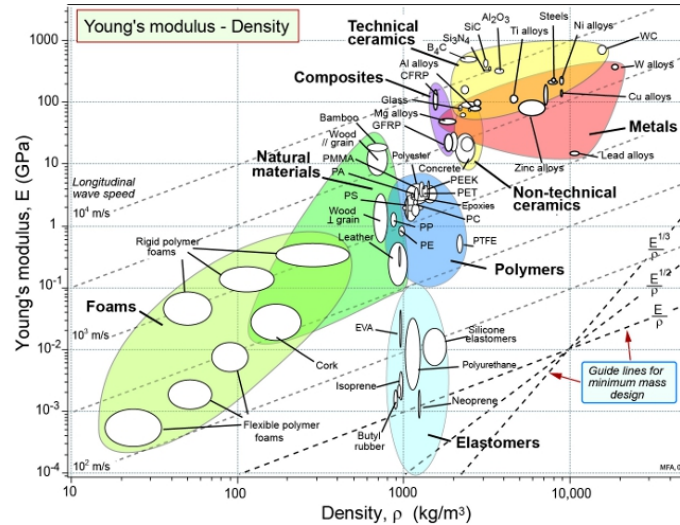 Young's modulus - Density
Technical
ceramics
Composites
Natural
materials
Foams
Polymers
Elastomers
Metals
Non-technical
ceramics
Al₂O₃
SiC
Si₃N₄
B₄C
Steels
Ti alloys
Ni alloys
WC
W alloys
Cu alloys
Lead alloys
Zinc alloys
Al alloys
CFRP
Glass
Mg alloys
GFRP
Bamboo
Wood
// grain
PMMA
PA
Polyester
Concrete
PEEK
PET
Epoxies
PC
PS
Wood
⊥ grain
PP
PE
Leather
PTFE
Rigid polymer
foams
Cork
Flexible polymer
foams
EVA
Silicone
elastomers
Polyurethane
Isoprene
Neoprene
Butyl
rubber
Longitudinal
wave speed
10⁴ m/s
10³ m/s
10² m/s
E^1/3
ρ
E^1/2
ρ
E
ρ
Guide lines for
minimum mass
design
MFA,0
Young's modulus, E (GPa)
1000
100
10
1
10⁻¹
10⁻²
10⁻³
10⁻⁴
10
100
1000
10,000
Density, ρ (kg/m³)